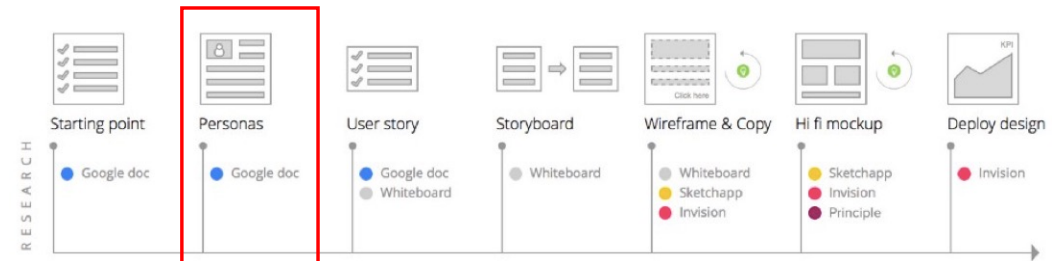 KPI
Click here
Starting point
Personas
User story
Storyboard
Wireframe & Copy
Hi fi mockup
Deploy design
RESEARCH
Google doc
Google doc
Google doc
Whiteboard
Whiteboard
Whiteboard
Sketchapp
Invision
Sketchapp
Invision
Principle
Invision